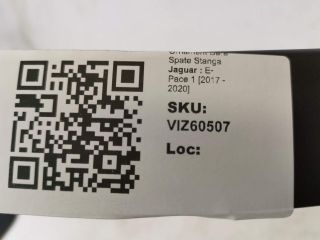 Spate Stanga
Jaguar : E-
Pace 1 [2017 -
2020]
SKU:
VIZ60507
Loc: